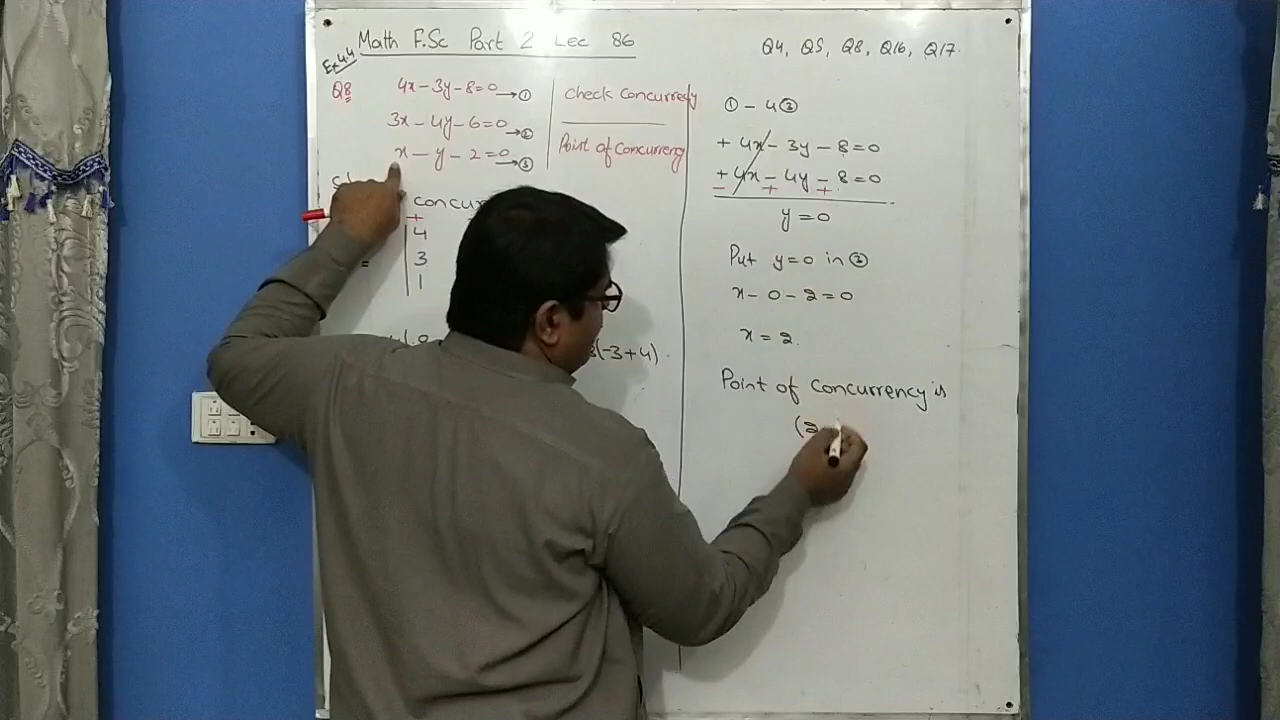 Math F.Sc Part 2 Lec 86
Q4, Q5, Q8, Q16, Q17.
Ex 4.4
Q8 4x - 3y - 8 = 0 → ①
3x - 4y - 6 = 0 → ②
x - y - 2 = 0 → ③
check Concurrency
Point of Concurrency
+
4
3
1
=
(-3+4).
① - 4③
+ 4x - 3y - 8 = 0
+ 4x - 4y - 8 = 0
- + +
y = 0
Put y = 0 in ③
x - 0 - 2 = 0
x = 2.
Point of Concurrency is
(2